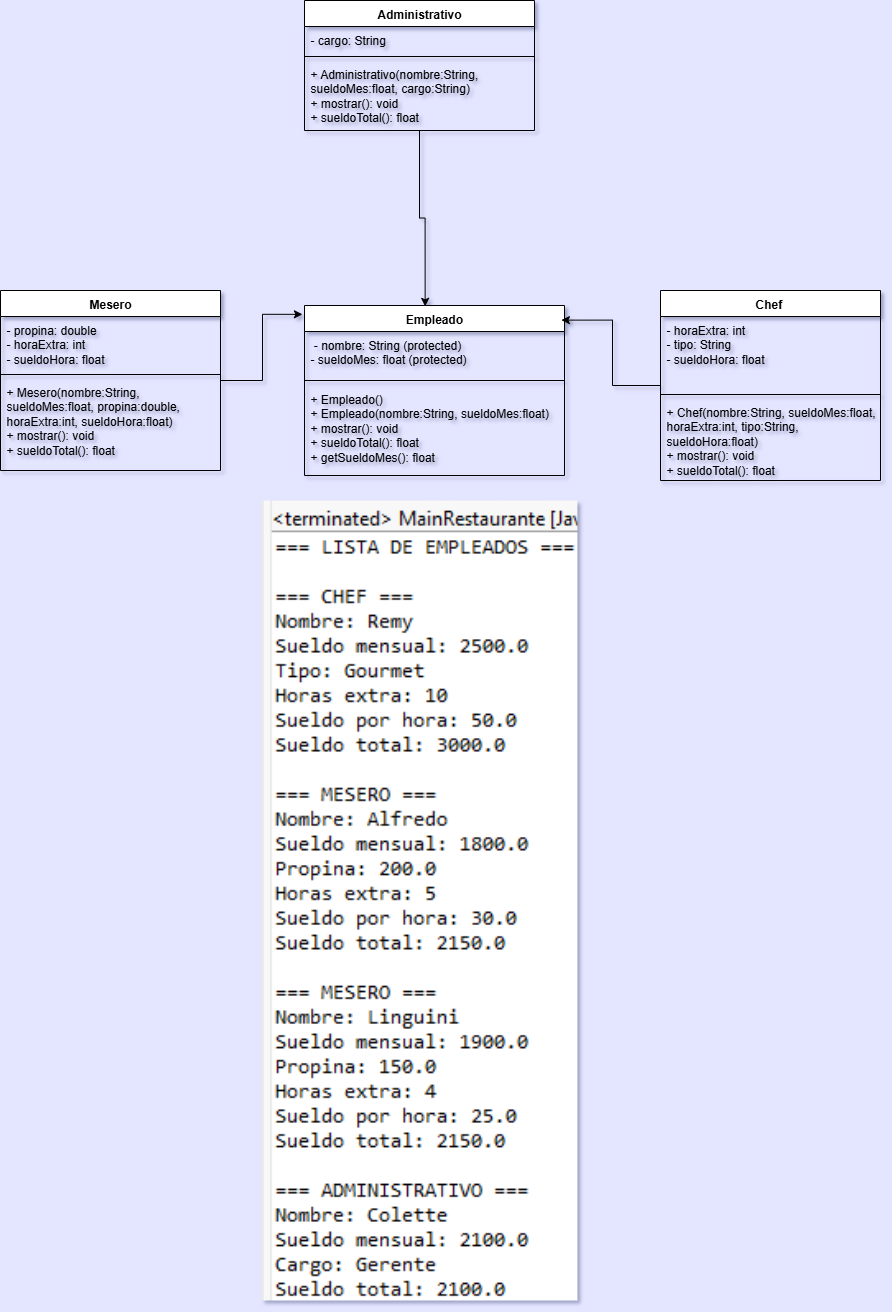 Administrativo
- cargo: String
+ Administrativo(nombre:String,
sueldoMes:float, cargo:String)
+ mostrar(): void
+ sueldoTotal(): float
Mesero
- propina: double
- horaExtra: int
- sueldoHora: float
+ Mesero(nombre:String,
sueldoMes:float, propina:double,
horaExtra:int, sueldoHora:float)
+ mostrar(): void
+ sueldoTotal(): float
Empleado
- nombre: String (protected)
- sueldoMes: float (protected)
+ Empleado()
+ Empleado(nombre:String, sueldoMes:float)
+ mostrar(): void
+ sueldoTotal(): float
+ getSueldoMes(): float
Chef
- horaExtra: int
- tipo: String
- sueldoHora: float
+ Chef(nombre:String, sueldoMes:float,
horaExtra:int, tipo:String,
sueldoHora:float)
+ mostrar(): void
+ sueldoTotal(): float
<terminated> MainRestaurante [Jav
=== LISTA DE EMPLEADOS ===
=== CHEF ===
Nombre: Remy
Sueldo mensual: 2500.0
Tipo: Gourmet
Horas extra: 10
Sueldo por hora: 50.0
Sueldo total: 3000.0
=== MESERO ===
Nombre: Alfredo
Sueldo mensual: 1800.0
Propina: 200.0
Horas extra: 5
Sueldo por hora: 30.0
Sueldo total: 2150.0
=== MESERO ===
Nombre: Linguini
Sueldo mensual: 1900.0
Propina: 150.0
Horas extra: 4
Sueldo por hora: 25.0
Sueldo total: 2150.0
=== ADMINISTRATIVO ===
Nombre: Colette
Sueldo mensual: 2100.0
Cargo: Gerente
Sueldo total: 2100.0